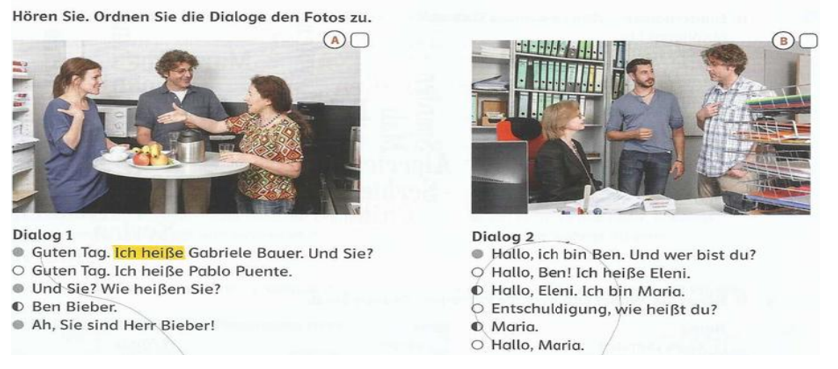 Hören Sie. Ordnen Sie die Dialoge den Fotos zu.
A
B
Dialog 1
Guten Tag. Ich heiße Gabriele Bauer. Und Sie?
Guten Tag. Ich heiße Pablo Puente.
Und Sie? Wie heißen Sie?
Ben Bieber.
Ah, Sie sind Herr Bieber!
Dialog 2
Hallo, ich bin Ben. Und wer bist du?
Hallo, Ben! Ich heiße Eleni.
Hallo, Eleni. Ich bin Maria.
Entschuldigung, wie heißt du?
Maria.
Hallo, Maria.